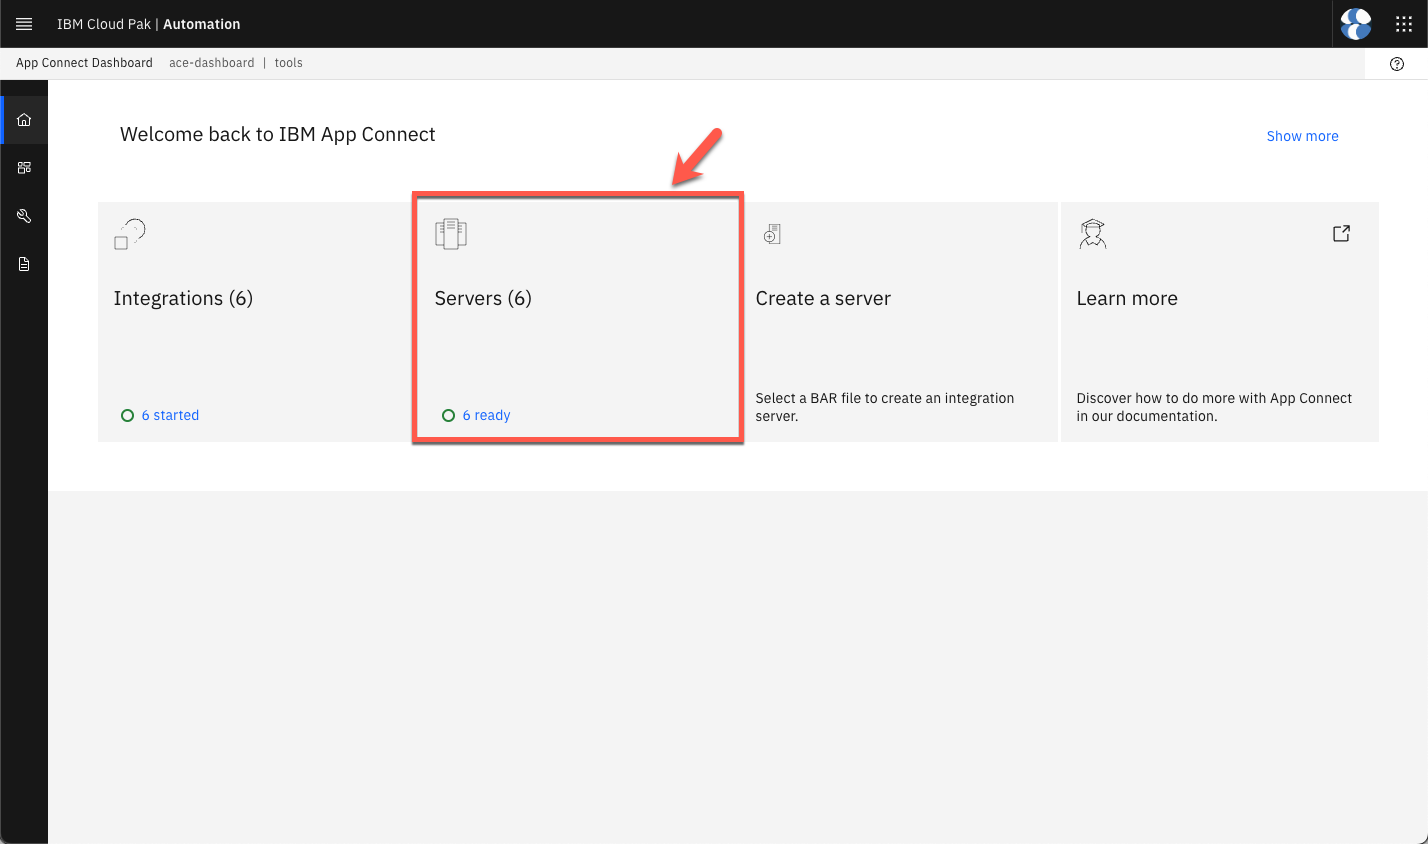 IBM Cloud Pak | Automation
App Connect Dashboard ace-dashboard | tools
Welcome back to IBM App Connect
Show more
Integrations (6)
6 started
Servers (6)
6 ready
Create a server
Select a BAR file to create an integration
server.
Learn more
Discover how to do more with App Connect
in our documentation.